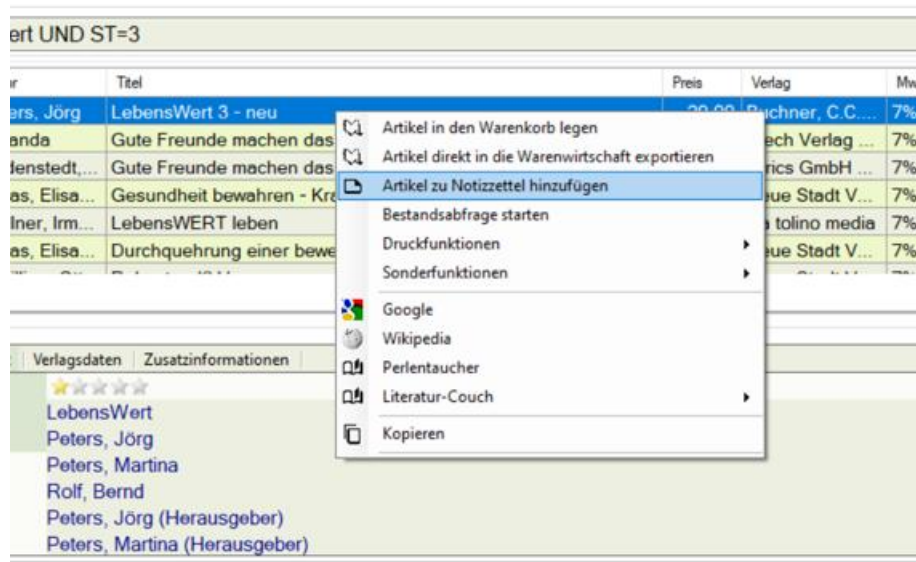 ert UND ST=3
Titel Preis Verlag Mw
ers, Jörg LebensWert 3 - neu Buchner, C.C.... 7%
anda Gute Freunde machen das ech Verlag ... 7%
denstedt,... Gute Freunde machen das rics GmbH ... 7%
as, Elisa... Gesundheit bewahren - Kra eue Stadt V... 7%
lner, Irm... LebensWERT leben tolino media 7%
as, Elisa... Durchquehrung einer bewe eue Stadt V... 7%
Artikel in den Warenkorb legen
Artikel direkt in die Warenwirtschaft exportieren
Artikel zu Notizzettel hinzufügen
Bestandsabfrage starten
Druckfunktionen
Sonderfunktionen
Google
Wikipedia
Perlentaucher
Literatur-Couch
Kopieren
Verlagsdaten Zusatzinformationen
LebensWert
Peters, Jörg
Peters, Martina
Rolf, Bernd
Peters, Jörg (Herausgeber)
Peters, Martina (Herausgeber)